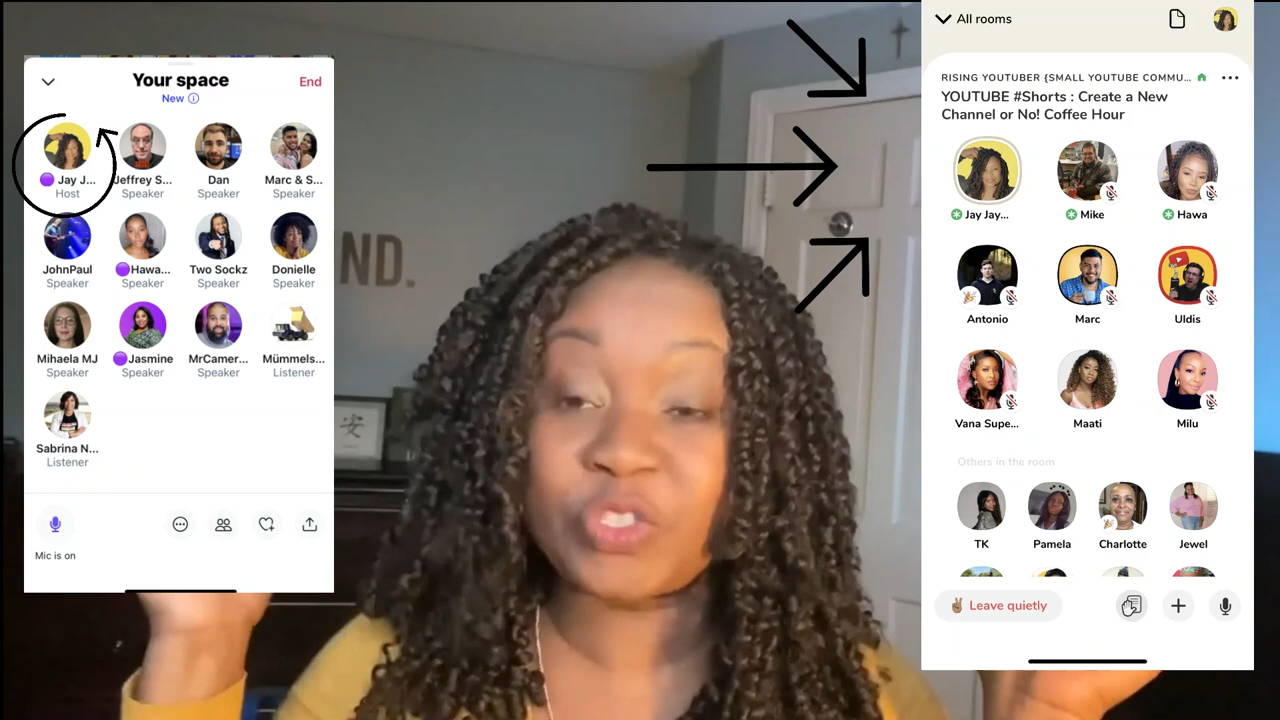 Your space
End
New
Jay J...
Host
Jeffrey S...
Speaker
Dan
Speaker
Marc & S...
Speaker
JohnPaul
Speaker
Hawa...
Speaker
Two Sockz
Speaker
Donielle
Speaker
Mihaela MJ
Speaker
Jasmine
Speaker
MrCamer...
Speaker
Mümmels...
Listener
Sabrina N...
Listener
Mic is on
ND.
安
All rooms
RISING YOUTUBER {SMALL YOUTUBE COMMU...
YOUTUBE #Shorts : Create a New
Channel or No! Coffee Hour
Jay Jay...
Mike
Hawa
Antonio
Marc
Uldis
Vana Supe...
Maati
Milu
Others in the room
TK
Pamela
Charlotte
Jewel
Leave quietly